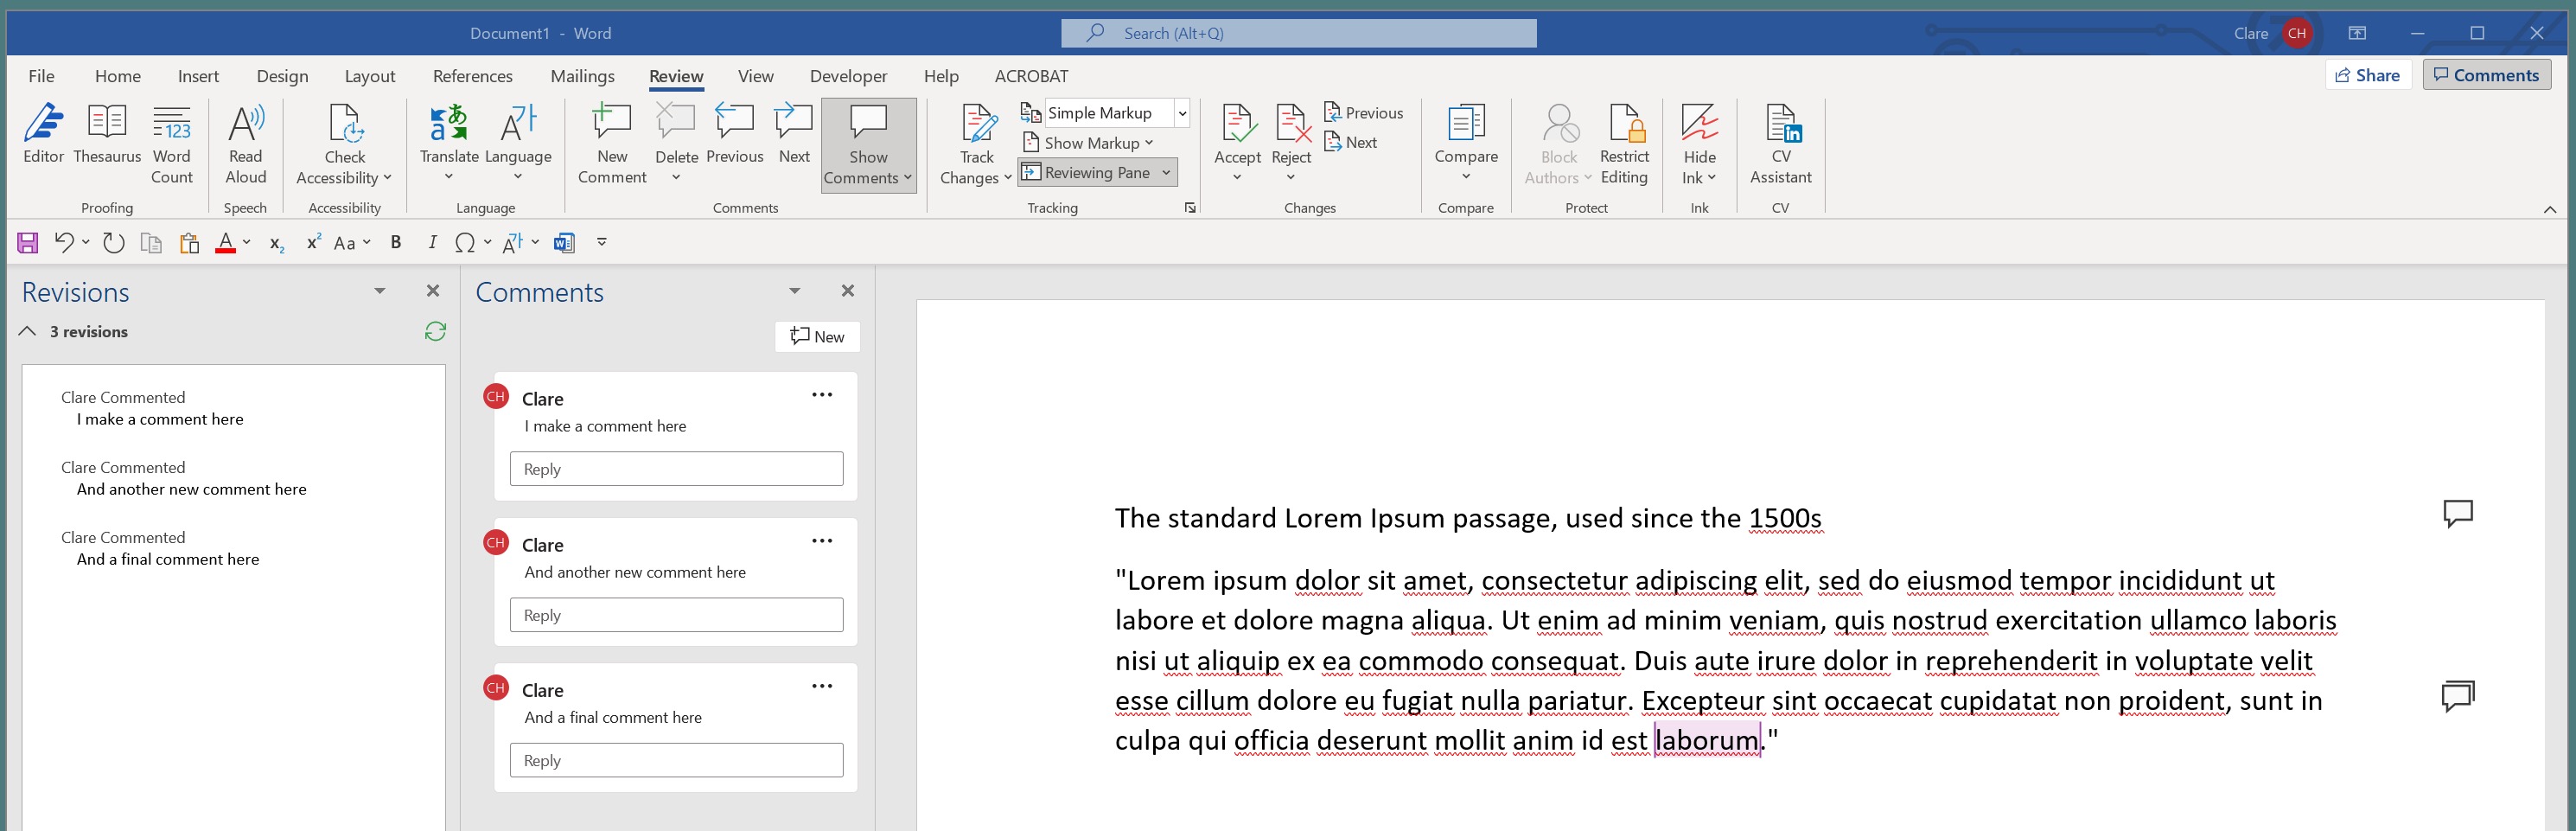 Document1 - Word
Search (Alt+Q)
Clare CH
File Home Insert Design Layout References Mailings Review View Developer Help ACROBAT
Share Comments
Editor
Thesaurus
Word
Count
Proofing
Read
Aloud
Speech
Check
Accessibility
Accessibility
Translate
Language
Language
New
Comment
Delete
Previous
Next
Show
Comments
Comments
Track
Changes
Simple Markup
Show Markup
Reviewing Pane
Tracking
Accept
Reject
Previous
Next
Changes
Compare
Compare
Block
Authors
Restrict
Editing
Protect
Hide
Ink
Ink
CV
Assistant
CV
A x2 x2 Aa B I Ω
Revisions
3 revisions
Clare Commented
I make a comment here
Clare Commented
And another new comment here
Clare Commented
And a final comment here
Comments
New
CH Clare
I make a comment here
Reply
CH Clare
And another new comment here
Reply
CH Clare
And a final comment here
Reply
The standard Lorem Ipsum passage, used since the 1500s
"Lorem ipsum dolor sit amet, consectetur adipiscing elit, sed do eiusmod tempor incididunt ut
labore et dolore magna aliqua. Ut enim ad minim veniam, quis nostrud exercitation ullamco laboris
nisi ut aliquip ex ea commodo consequat. Duis aute irure dolor in reprehenderit in voluptate velit
esse cillum dolore eu fugiat nulla pariatur. Excepteur sint occaecat cupidatat non proident, sunt in
culpa qui officia deserunt mollit anim id est laborum."